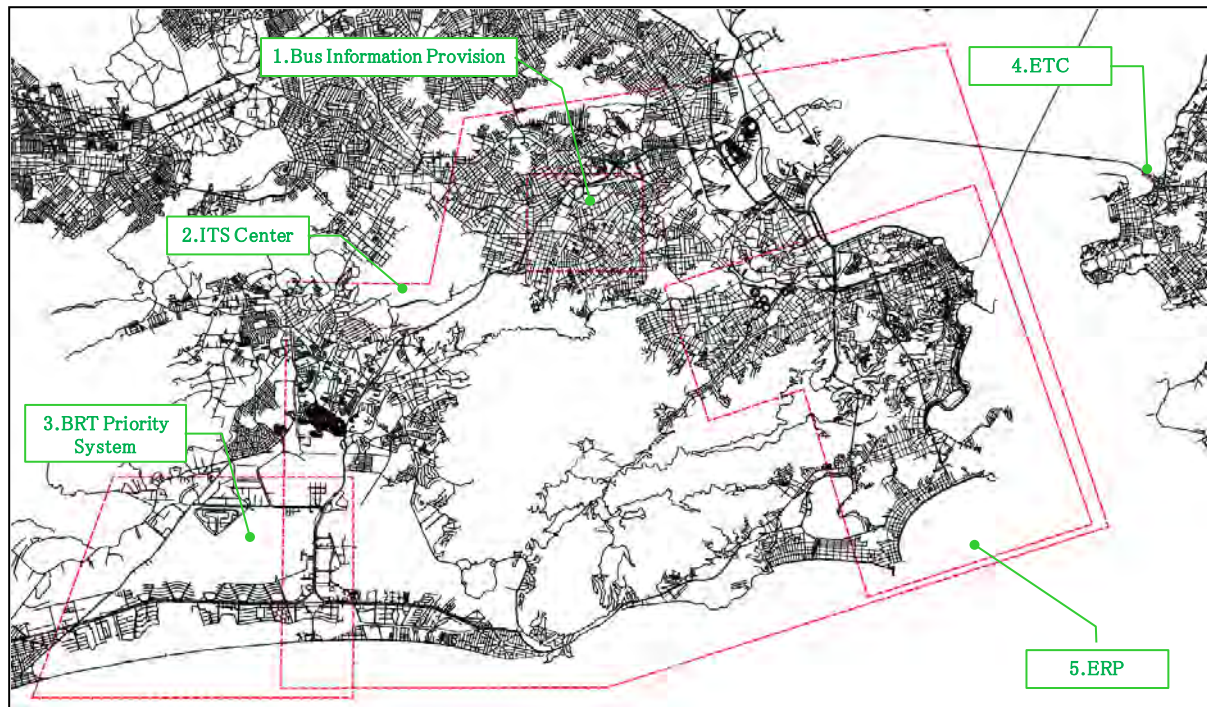 1.Bus Information Provision
4.ETC
2.ITS Center
3.BRT Priority
System
5.ERP